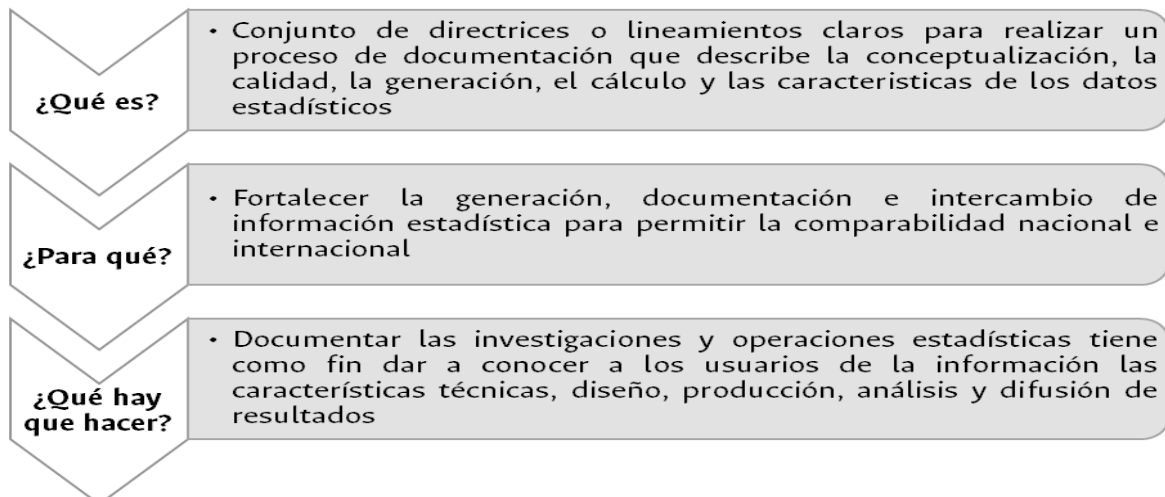 ¿Qué es?
• Conjunto de directrices o lineamientos claros para realizar un
proceso de documentación que describe la conceptualización, la
calidad, la generación, el cálculo y las caracteristicas de los datos
estadísticos
¿Para qué?
• Fortalecer la generación, documentación e intercambio de
información estadística para permitir la comparabilidad nacional e
internacional
¿Qué hay
que hacer?
• Documentar las investigaciones y operaciones estadísticas tiene
como fin dar a conocer a los usuarios de la información las
características técnicas, diseño, producción, análisis y difusión de
resultados